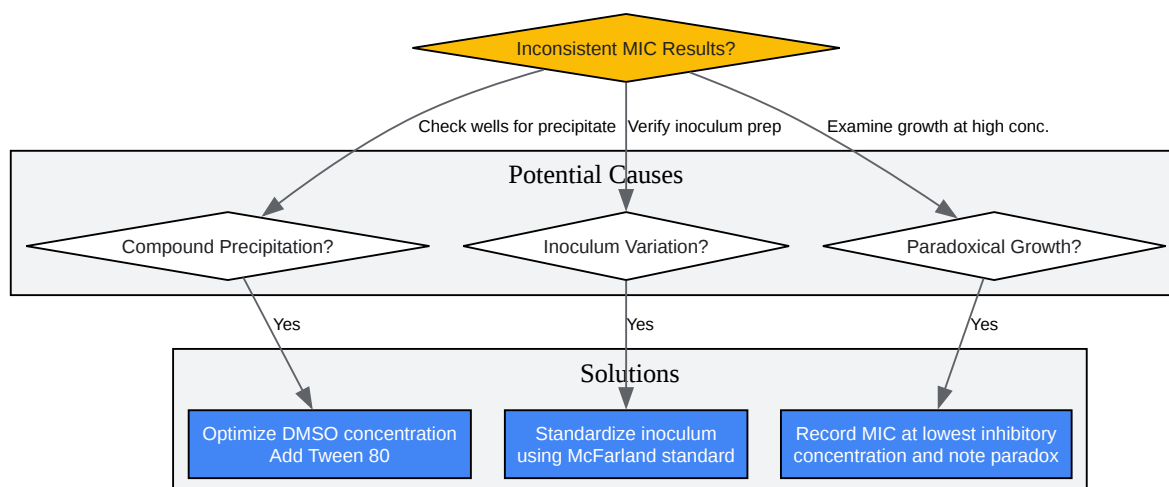 Inconsistent MIC Results?
Check wells for precipitate
Verify inoculum prep
Examine growth at high conc.
Potential Causes
Compound Precipitation?
Inoculum Variation?
Paradoxical Growth?
Yes
Yes
Yes
Solutions
Optimize DMSO concentration
Add Tween 80
Standardize inoculum
using McFarland standard
Record MIC at lowest inhibitory
concentration and note paradox